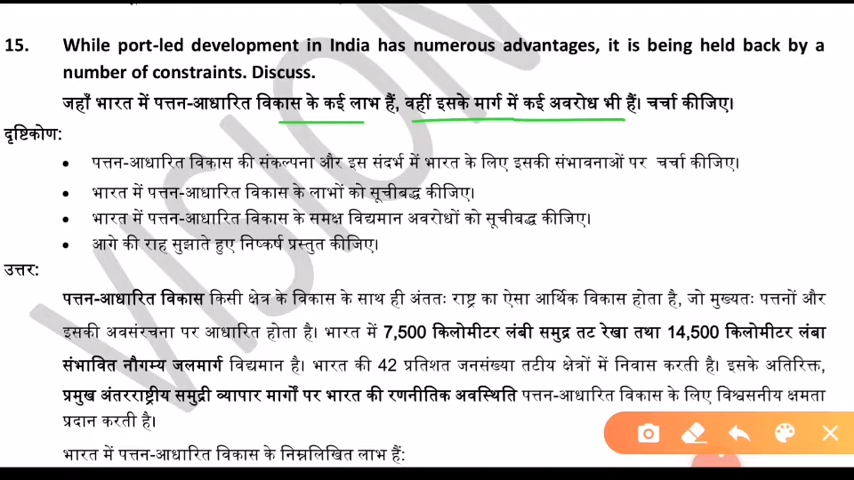 15. While port-led development in India has numerous advantages, it is being held back by a
number of constraints. Discuss.
जहाँ भारत में पत्तन-आधारित विकास के कई लाभ हैं, वहीं इसके मार्ग में कई अवरोध भी हैं। चर्चा कीजिए।
दृष्टिकोण:
• पत्तन-आधारित विकास की संकल्पना और इस संदर्भ में भारत के लिए इसकी संभावनाओं पर चर्चा कीजिए।
• भारत में पत्तन-आधारित विकास के लाभों को सूचीबद्ध कीजिए।
• भारत में पत्तन-आधारित विकास के समक्ष विद्यमान अवरोधों को सूचीबद्ध कीजिए।
• आगे की राह सुझाते हुए निष्कर्ष प्रस्तुत कीजिए।
उत्तर:
पत्तन-आधारित विकास किसी क्षेत्र के विकास के साथ ही अंततः राष्ट्र का ऐसा आर्थिक विकास होता है, जो मुख्यतः पत्तनों और
इसकी अवसंरचना पर आधारित होता है। भारत में 7,500 किलोमीटर लंबी समुद्र तट रेखा तथा 14,500 किलोमीटर लंबा
संभावित नौगम्य जलमार्ग विद्यमान है। भारत की 42 प्रतिशत जनसंख्या तटीय क्षेत्रों में निवास करती है। इसके अतिरिक्त,
प्रमुख अंतरराष्ट्रीय समुद्री व्यापार मार्गों पर भारत की रणनीतिक अवस्थिति पत्तन-आधारित विकास के लिए विश्वसनीय क्षमता
प्रदान करती है।
भारत में पत्तन-आधारित विकास के निम्नलिखित लाभ हैं:
VISION